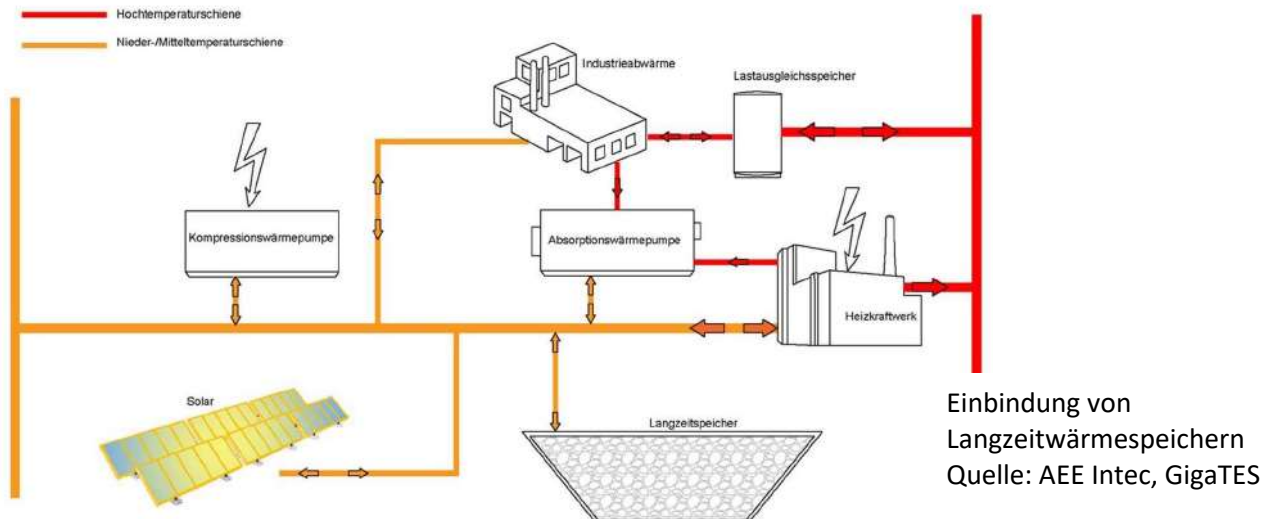 Hochtemperaturschiene
Nieder-/Mitteltemperaturschiene
Industrieabwärme
Lastausgleichsspeicher
Kompressionswärmepumpe
Absorptionswärmepumpe
Heizkraftwerk
Solar
Langzeitspeicher
Einbindung von
Langzeitwärmespeichern
Quelle: AEE Intec, GigaTES